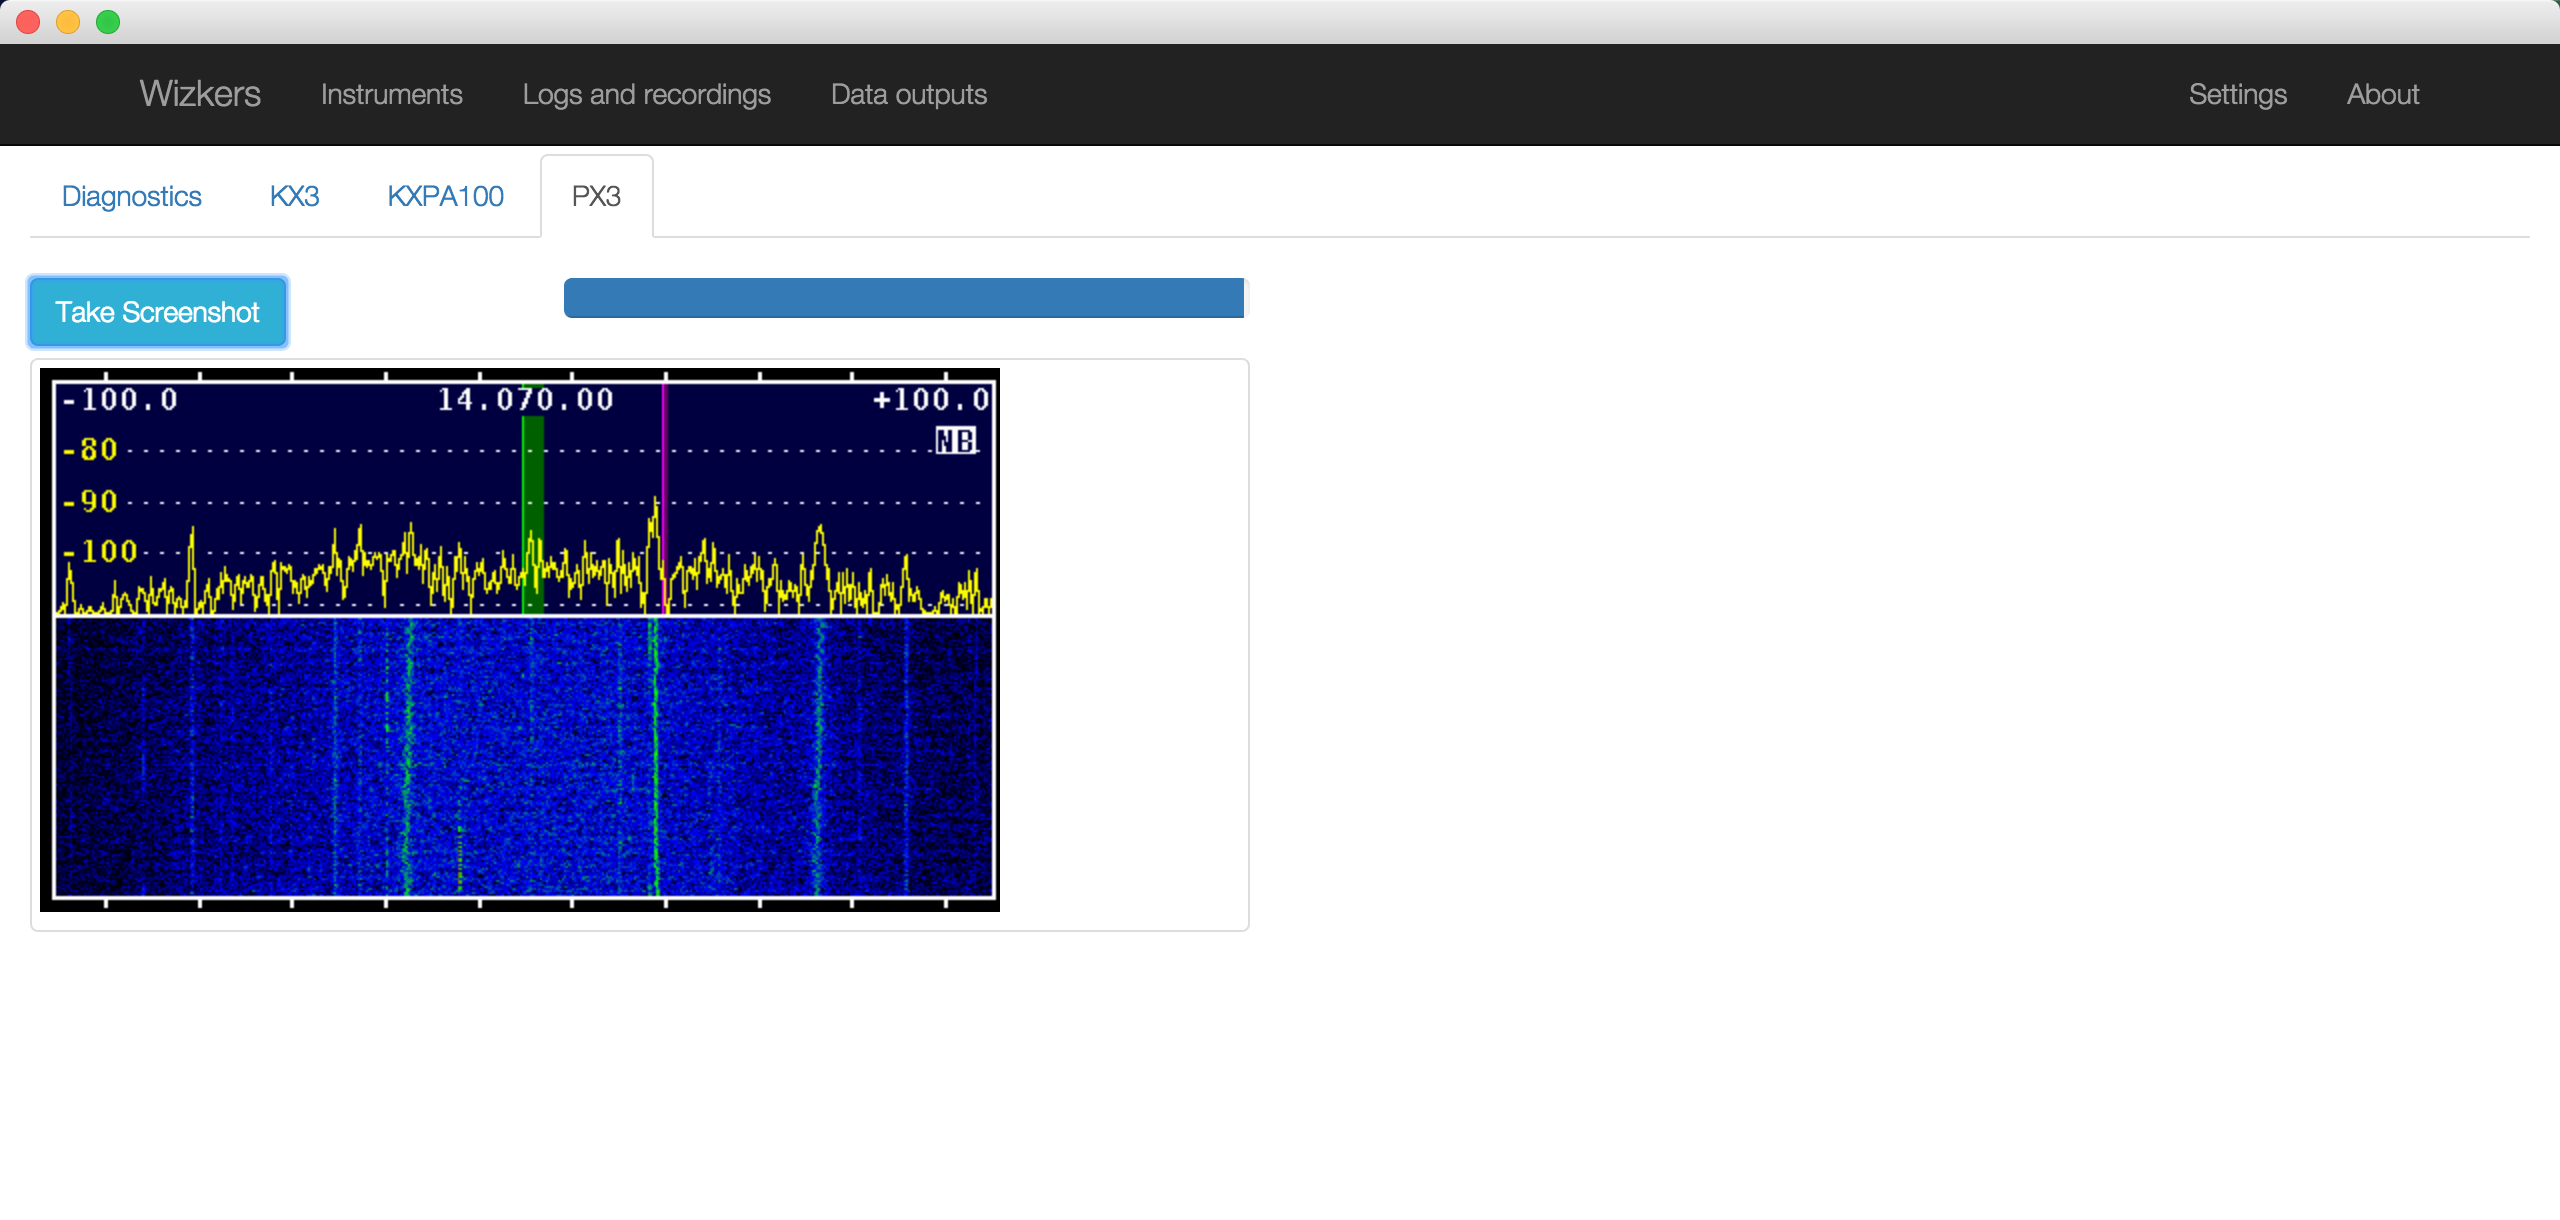 Wizkers Instruments Logs and recordings Data outputs Settings About
Diagnostics KX3 KXPA100 PX3
Take Screenshot
-100.0 14.070.00 +100.0
NB
-80
-90
-100